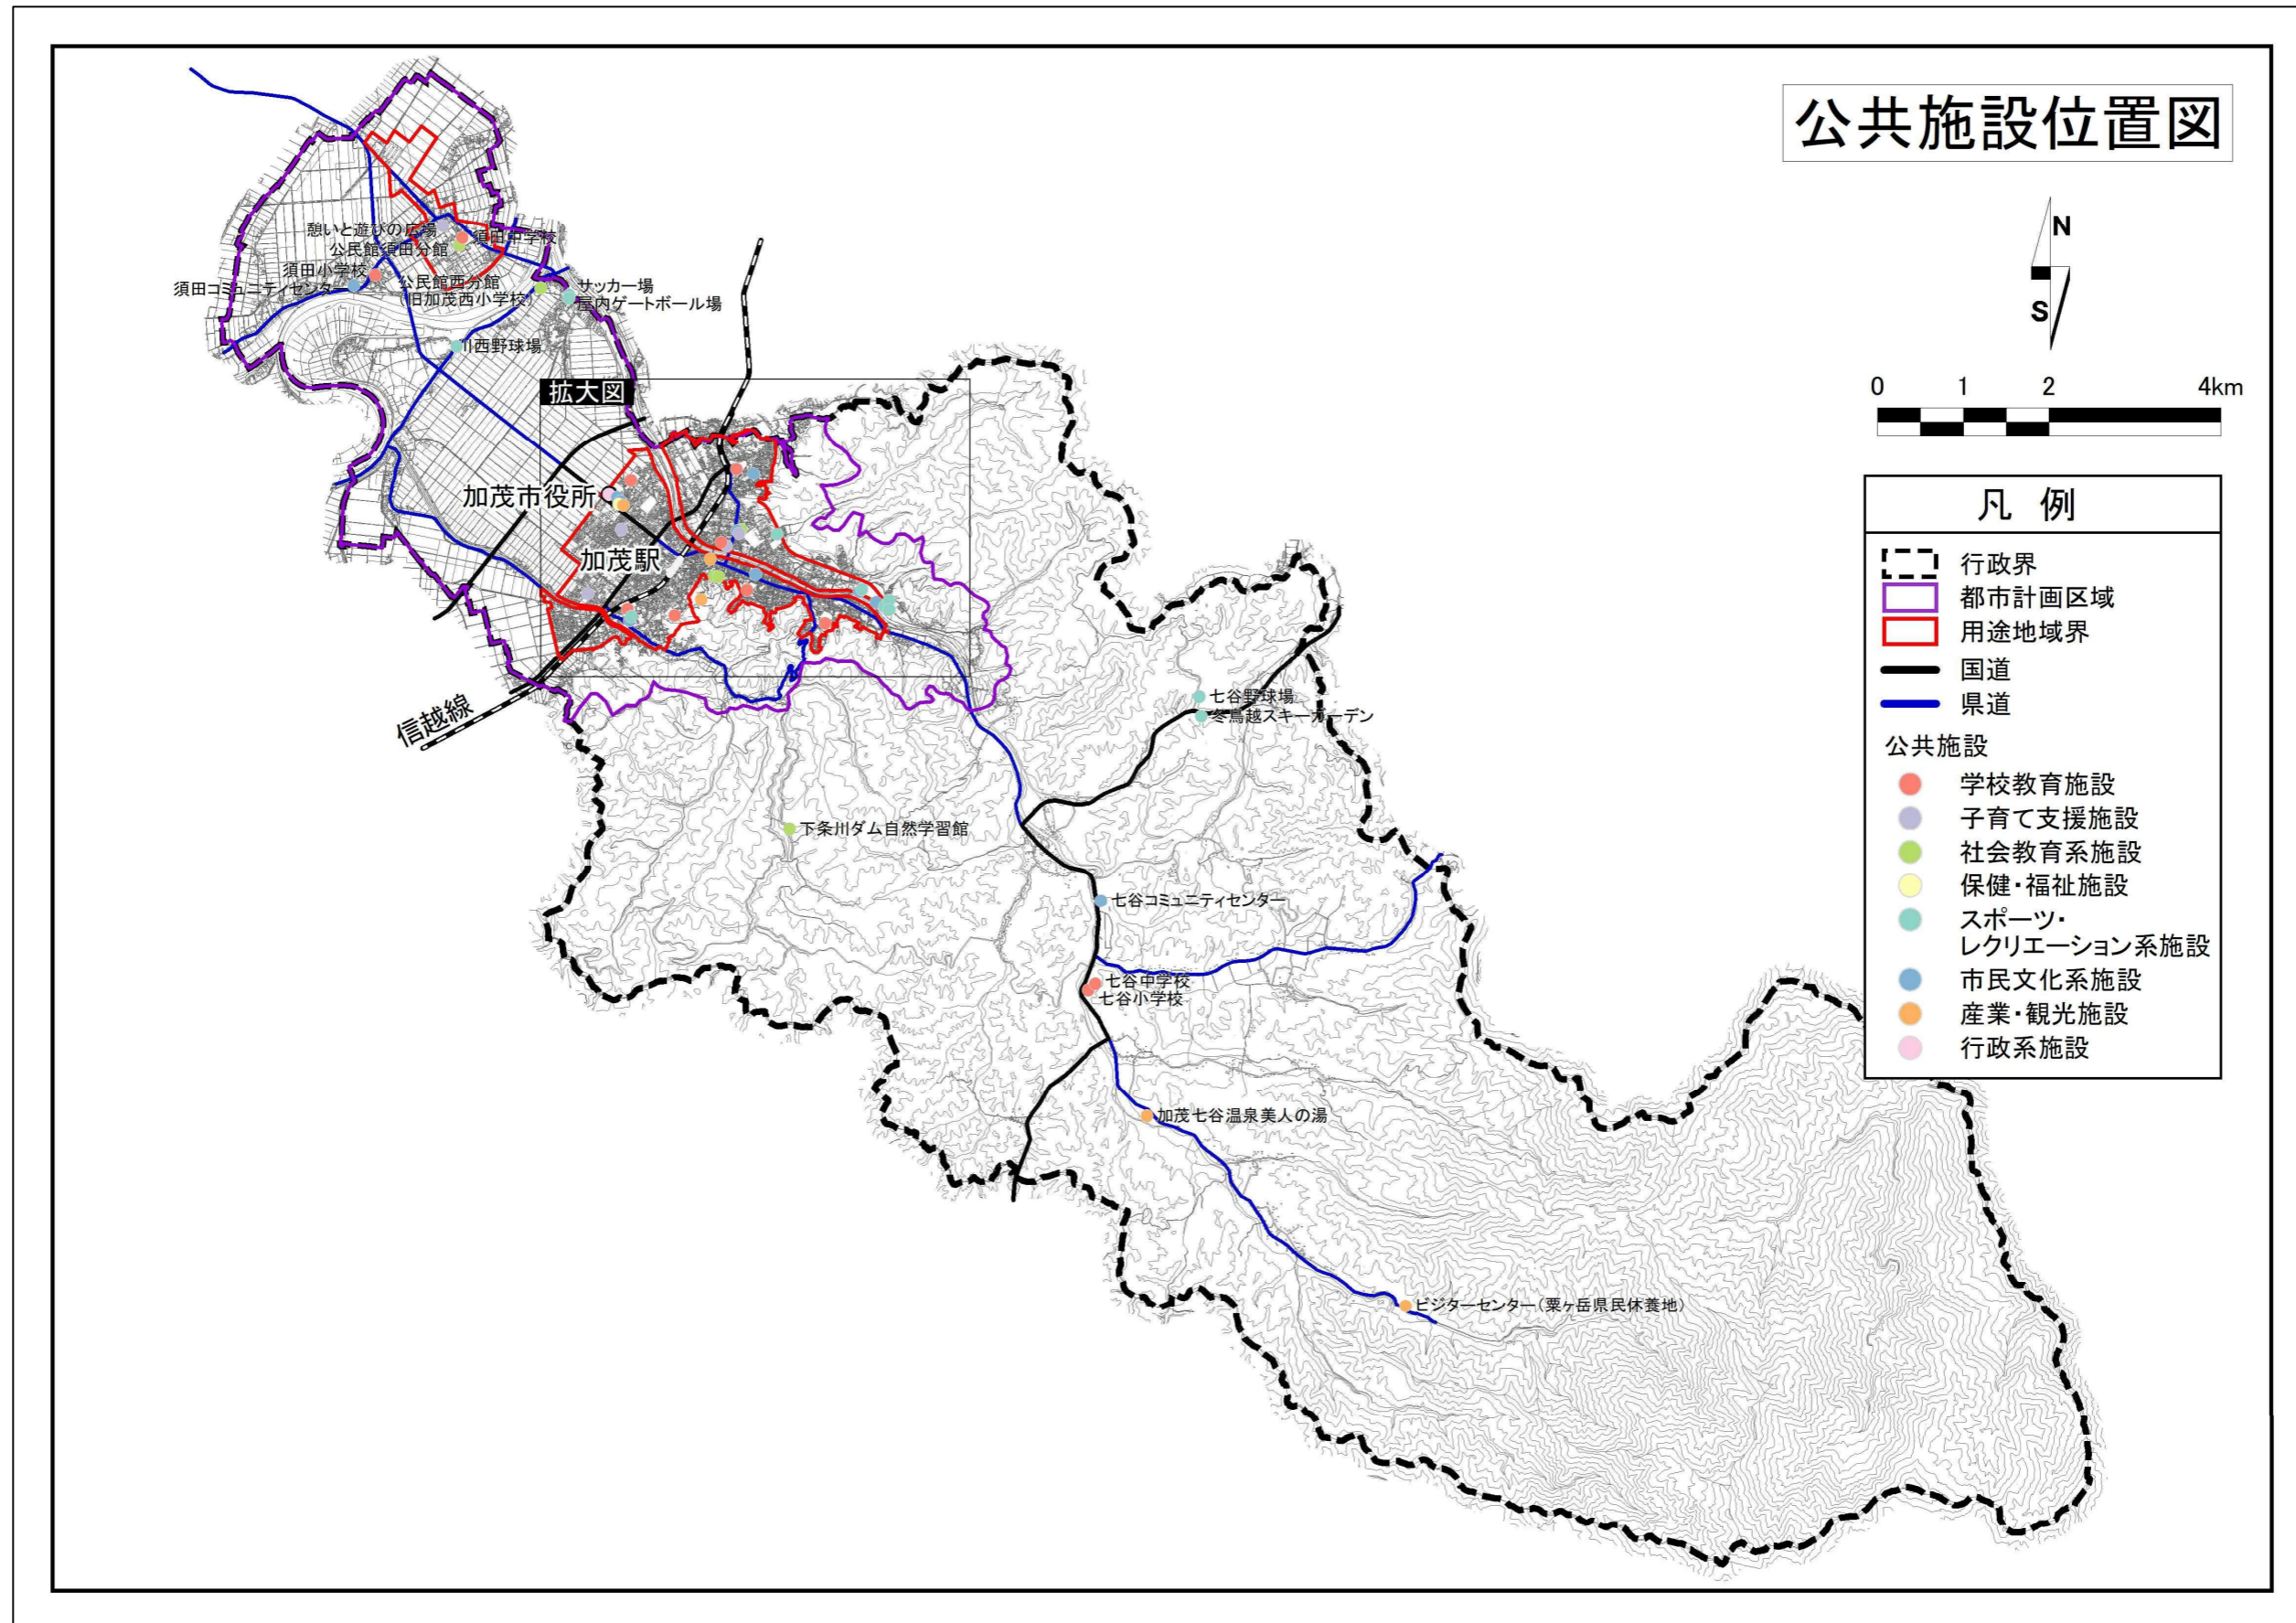 公共施設位置図
N
S
0 1 2 4km
凡 例
行政界
都市計画区域
用途地域界
国道
県道
公共施設
学校教育施設
子育て支援施設
社会教育系施設
保健・福祉施設
スポーツ・
レクリエーション系施設
市民文化系施設
産業・観光施設
行政系施設
憩いと遊びの広場
須田中学校
公民館須田分館
須田小学校
須田コミュニティセンター
公民館西分館
(旧加茂西小学校)
サッカー場
屋内ゲートボール場
川西野球場
拡大図
加茂市役所
加茂駅
信越線
七谷野球場
冬鳥越スキーガーデン
下条川ダム自然学習館
七谷コミュニティセンター
七谷中学校
七谷小学校
加茂七谷温泉美人の湯
ビジターセンター(粟ヶ岳県民休養地)